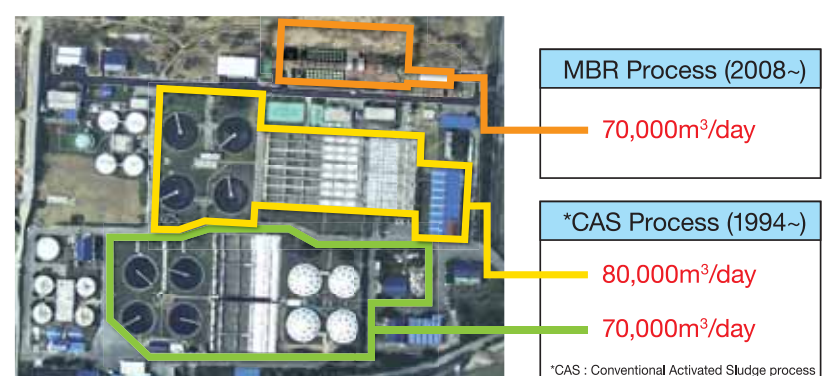 MBR Process (2008~)
70,000m³/day
*CAS Process (1994~)
80,000m³/day
70,000m³/day
*CAS : Conventional Activated Sludge process